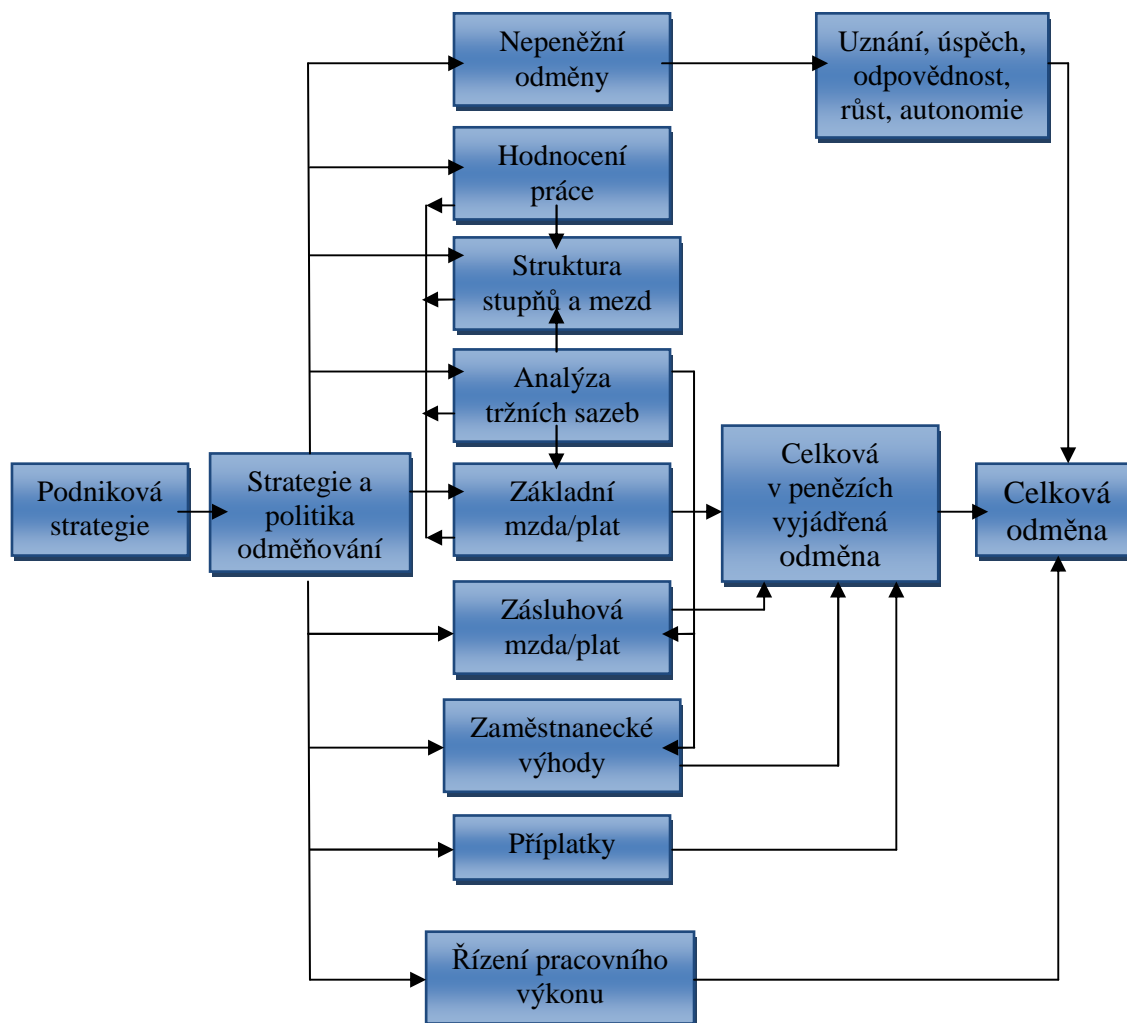 Nepeněžní
odměny
Uznání, úspěch,
odpovědnost,
růst, autonomie
Hodnocení
práce
Struktura
stupňů a mezd
Analýza
tržních sazeb
Podniková
strategie
Strategie a
politika
odměňování
Základní
mzda/plat
Celková
v penězích
vyjádřená
odměna
Celková
odměna
Zásluhová
mzda/plat
Zaměstnanecké
výhody
Příplatky
Řízení pracovního
výkonu